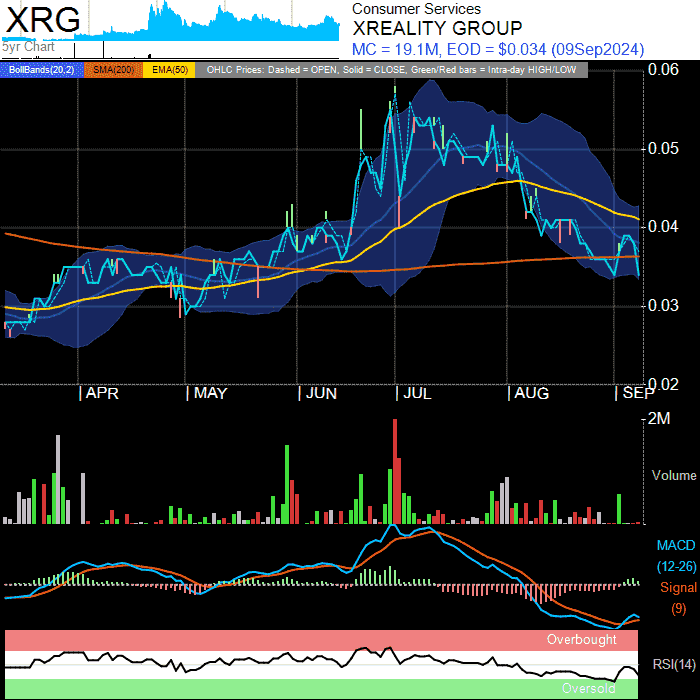 XRG
5yr Chart
Consumer Services
XREALITY GROUP
MC = 19.1M, EOD = $0.034 (09Sep2024)
BollBands(20,2) SMA(200) EMA(50) OHLC Prices: Dashed = OPEN, Solid = CLOSE, Green/Red bars = Intra-day HIGH/LOW
0.06
0.05
0.04
0.03
0.02
| APR | MAY | JUN | JUL | AUG | SEP
2M
Volume
MACD
(12-26)
Signal
(9)
Overbought
RSI(14)
Oversold